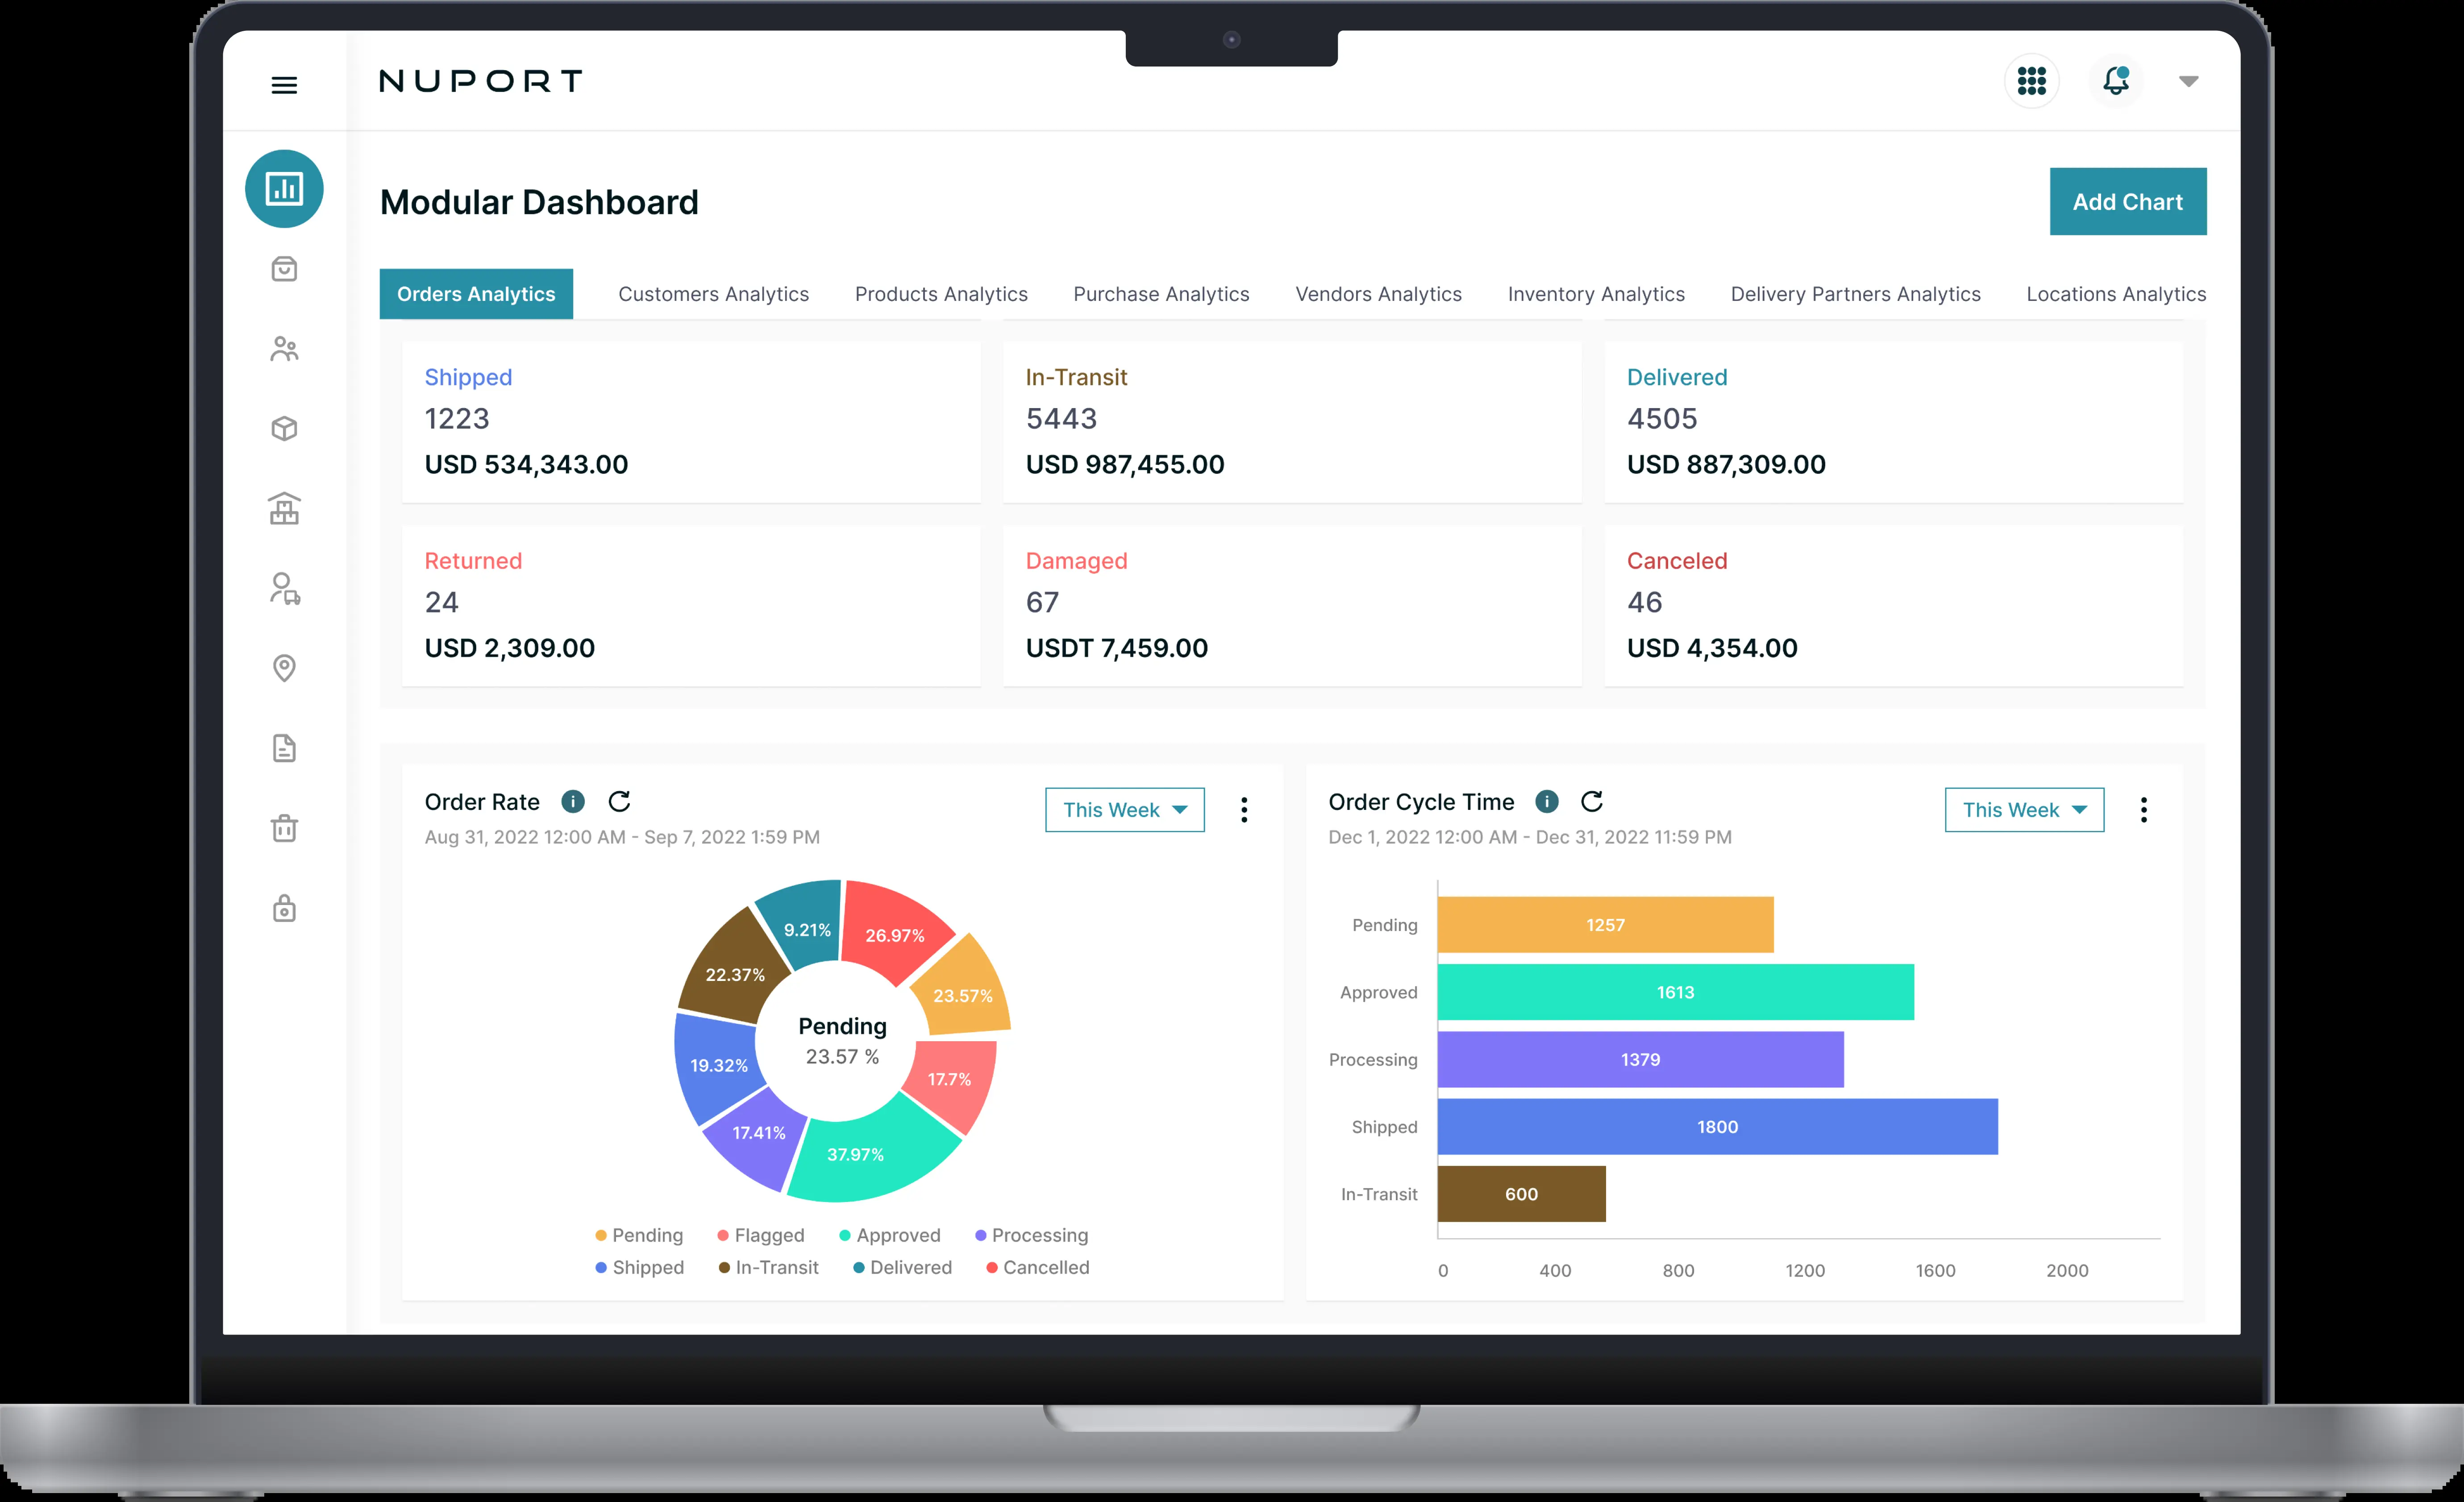 NUPORT
Modular Dashboard
Add Chart
Orders Analytics Customers Analytics Products Analytics Purchase Analytics Vendors Analytics Inventory Analytics Delivery Partners Analytics Locations Analytics
Shipped
1223
USD 534,343.00
In-Transit
5443
USD 987,455.00
Delivered
4505
USD 887,309.00
Returned
24
USD 2,309.00
Damaged
67
USDT 7,459.00
Canceled
46
USD 4,354.00
Order Rate
Aug 31, 2022 12:00 AM - Sep 7, 2022 1:59 PM
This Week
9.21%
26.97%
22.37%
23.57%
Pending
23.57 %
19.32%
17.7%
17.41%
37.97%
Pending Flagged Approved Processing
Shipped In-Transit Delivered Cancelled
Order Cycle Time
Dec 1, 2022 12:00 AM - Dec 31, 2022 11:59 PM
This Week
Pending 1257
Approved 1613
Processing 1379
Shipped 1800
In-Transit 600
0 400 800 1200 1600 2000